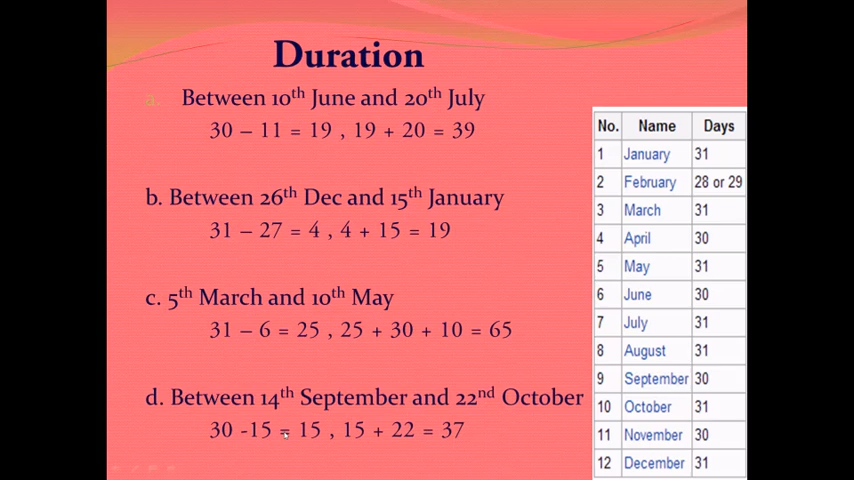 Duration
a. Between 10th June and 20th July
30 – 11 = 19 , 19 + 20 = 39
b. Between 26th Dec and 15th January
31 – 27 = 4 , 4 + 15 = 19
c. 5th March and 10th May
31 – 6 = 25 , 25 + 30 + 10 = 65
d. Between 14th September and 22nd October
30 -15 = 15 , 15 + 22 = 37
No. Name Days
1 January 31
2 February 28 or 29
3 March 31
4 April 30
5 May 31
6 June 30
7 July 31
8 August 31
9 September 30
10 October 31
11 November 30
12 December 31